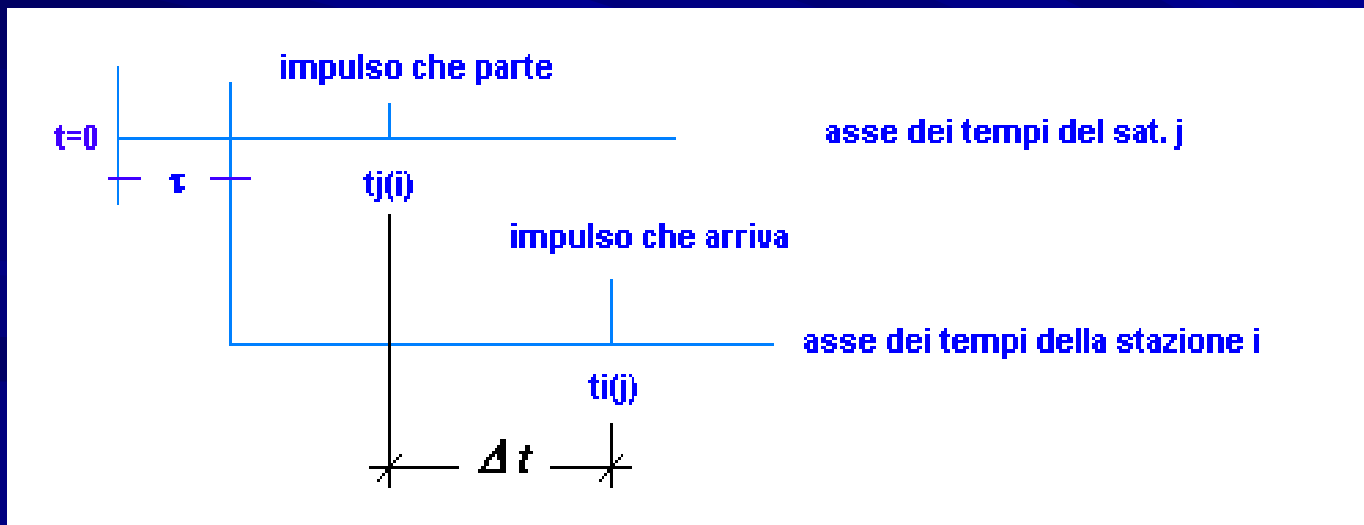 impulso che parte
t=0
asse dei tempi del sat. j
τ
tj(i)
impulso che arriva
asse dei tempi della stazione i
ti(j)
Δt